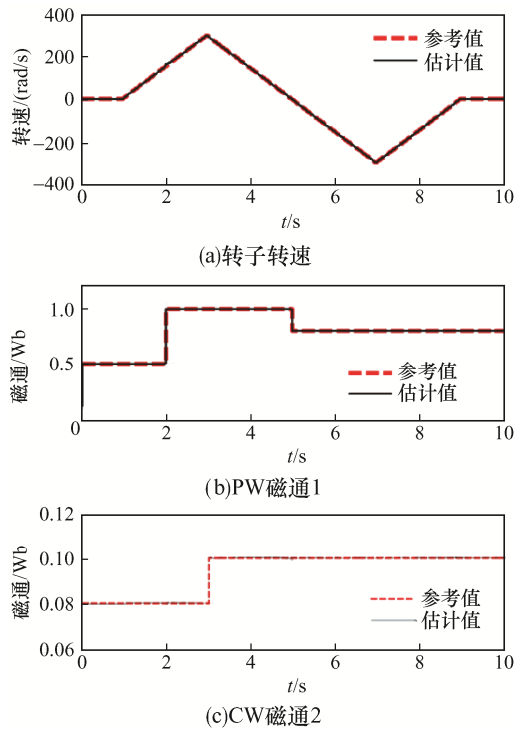 400
200
0
−200
−400
转速/(rad/s)
参考值
估计值
0 2 4 6 8 10
t/s
(a)转子转速
1.0
0.5
0
磁通/Wb
参考值
估计值
2 4 6 8 10
t/s
(b)PW磁通1
0.12
0.10
0.08
0.06
磁通/Wb
参考值
估计值
0 2 4 6 8 10
t/s
(c)CW磁通2